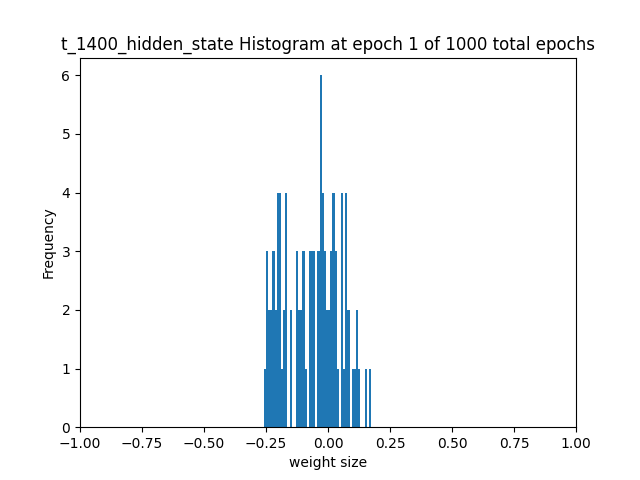 t_1400_hidden_state Histogram at epoch 1 of 1000 total epochs
6
5
4
3
2
1
0
Frequency
−1.00 −0.75 −0.50 −0.25 0.00 0.25 0.50 0.75 1.00
weight size